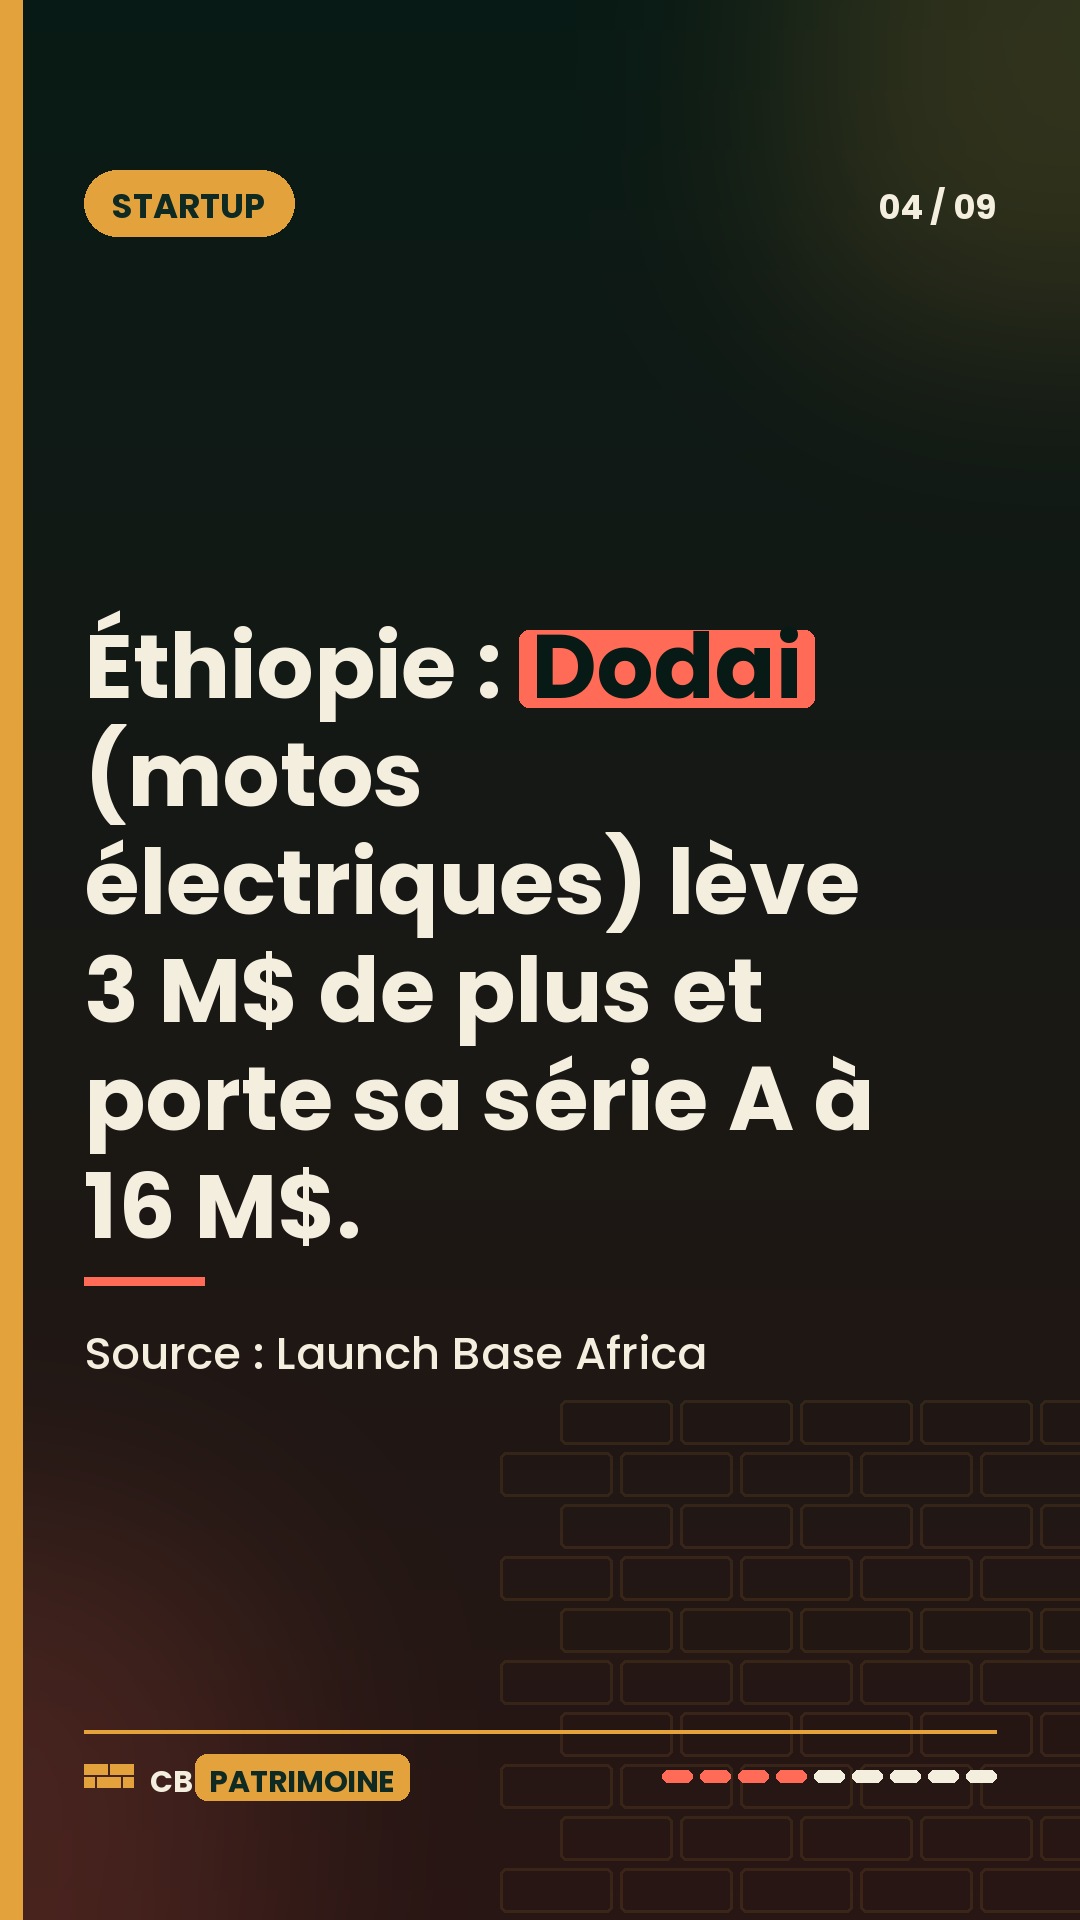 STARTUP
04 / 09
Éthiopie : Dodai
(motos
électriques) lève
3 M$ de plus et
porte sa série A à
16 M$.
Source : Launch Base Africa
CB PATRIMOINE